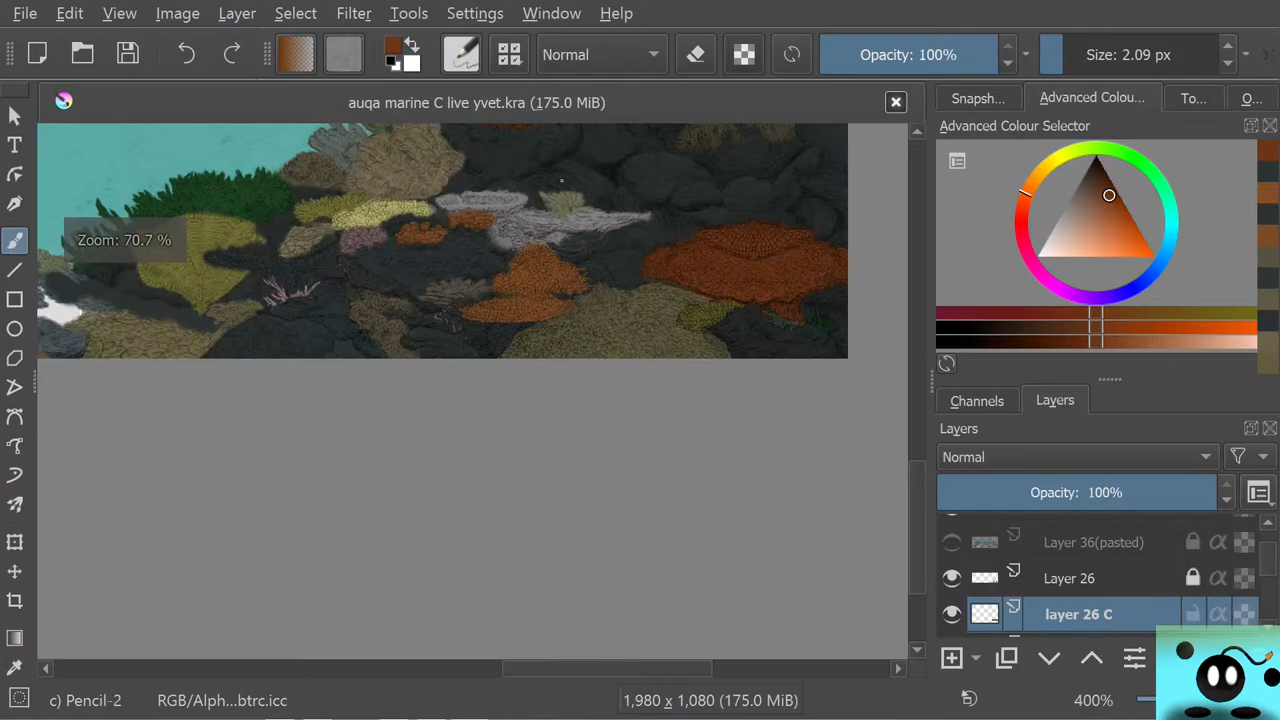 File Edit View Image Layer Select Filter Tools Settings Window Help
Normal Opacity: 100% Size: 2.09 px
auqa marine C live yvet.kra (175.0 MiB)
Snapsh... Advanced Colou... To... O...
Advanced Colour Selector
Zoom: 70.7 %
Channels Layers
Layers
Normal
Opacity: 100%
Layer 36(pasted)
Layer 26
layer 26 C
c) Pencil-2 RGB/Alph...btrc.icc 1,980 x 1,080 (175.0 MiB) 400%